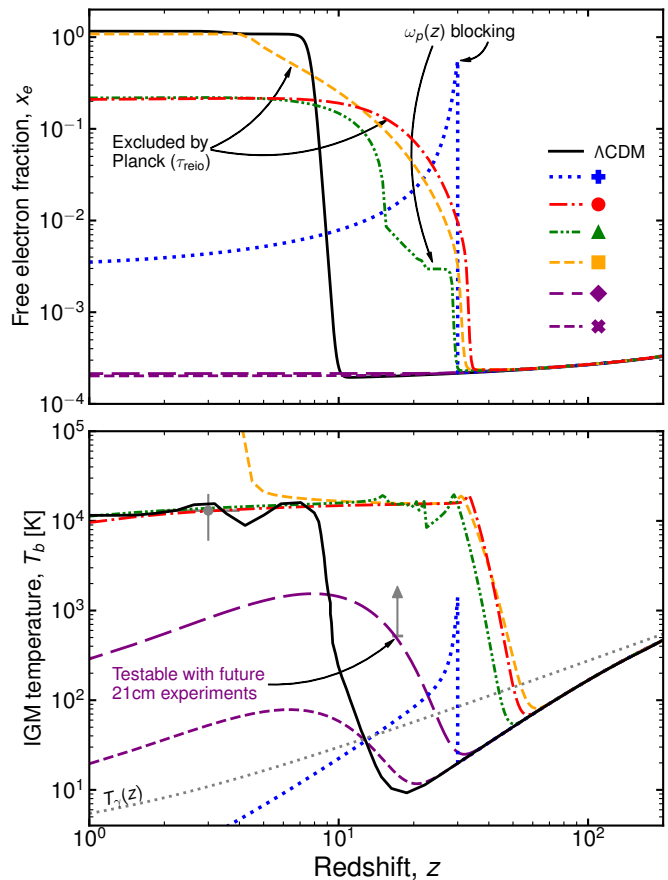 10^0
10^-1
10^-2
10^-3
10^-4
Free electron fraction, x_e
ω_p(z) blocking
Excluded by
Planck (τ_reio)
ΛCDM
10^5
10^4
10^3
10^2
10^1
IGM temperature, T_b [K]
Testable with future
21cm experiments
T_γ(z)
10^0
10^1
10^2
Redshift, z